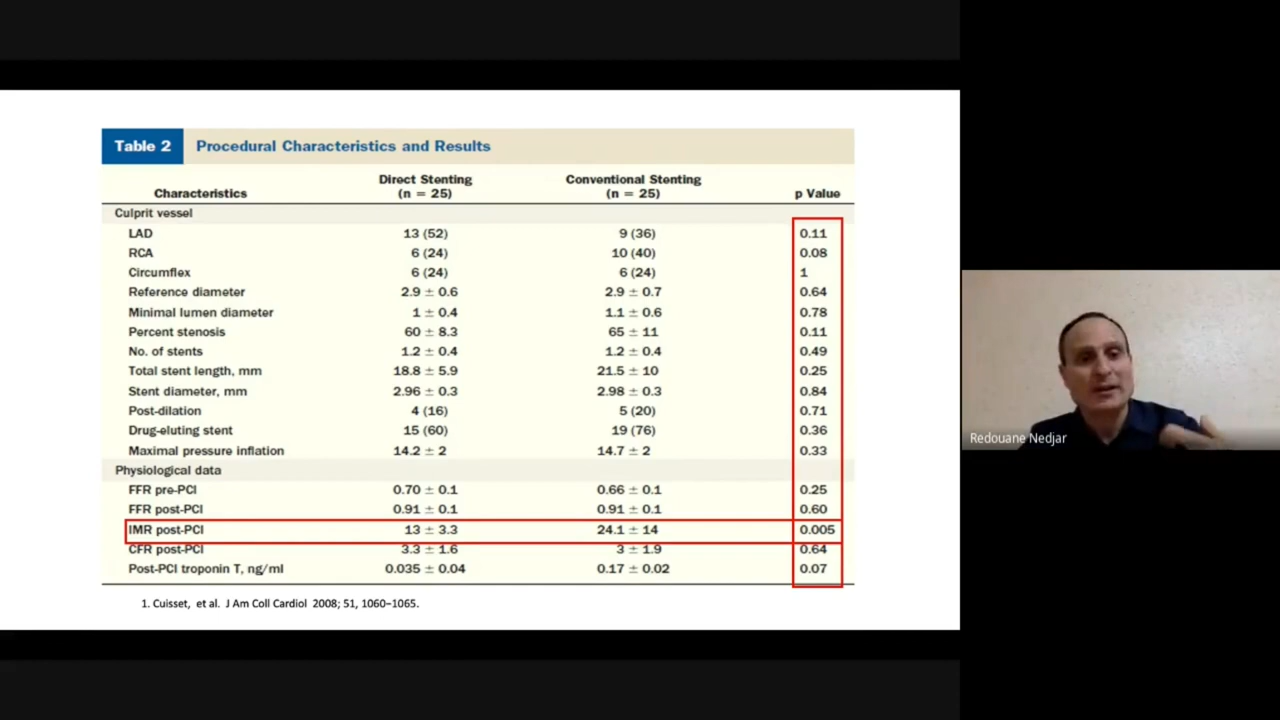 Table 2 Procedural Characteristics and Results
Direct Stenting Conventional Stenting
Characteristics (n = 25) (n = 25) p Value
Culprit vessel
LAD 13 (52) 9 (36) 0.11
RCA 6 (24) 10 (40) 0.08
Circumflex 6 (24) 6 (24) 1
Reference diameter 2.9 ± 0.6 2.9 ± 0.7 0.64
Minimal lumen diameter 1 ± 0.4 1.1 ± 0.6 0.78
Percent stenosis 60 ± 8.3 65 ± 11 0.11
No. of stents 1.2 ± 0.4 1.2 ± 0.4 0.49
Total stent length, mm 18.8 ± 5.9 21.5 ± 10 0.25
Stent diameter, mm 2.96 ± 0.3 2.98 ± 0.3 0.84
Post-dilation 4 (16) 5 (20) 0.71
Drug-eluting stent 15 (60) 19 (76) 0.36
Maximal pressure inflation 14.2 ± 2 14.7 ± 2 0.33
Physiological data
FFR pre-PCI 0.70 ± 0.1 0.66 ± 0.1 0.25
FFR post-PCI 0.91 ± 0.1 0.91 ± 0.1 0.60
IMR post-PCI 13 ± 3.3 24.1 ± 14 0.005
CFR post-PCI 3.3 ± 1.6 3 ± 1.9 0.64
Post-PCI troponin T, ng/ml 0.035 ± 0.04 0.17 ± 0.02 0.07
1. Cuisset, et al. J Am Coll Cardiol 2008; 51, 1060–1065.
Redouane Nedjar